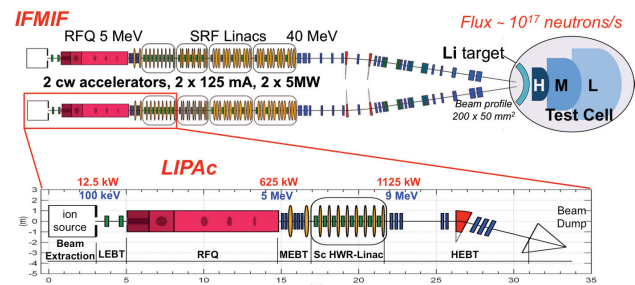 IFMIF
Flux ~ 10¹⁷ neutrons/s
RFQ 5 MeV SRF Linacs 40 MeV
Li target
2 cw accelerators, 2 x 125 mA, 2 x 5MW
H M L
Test Cell
Beam profile
200 x 50 mm²
LIPAc
12.5 kW 625 kW 1125 kW
100 keV 5 MeV 9 MeV
3
2
1
0
-1
-2
-3
-4
-5
(m)
ion
source
Beam
Dump
Beam
Extraction
LEBT RFQ MEBT Sc HWR-Linac HEBT
0 5 10 15 20 25 30 35